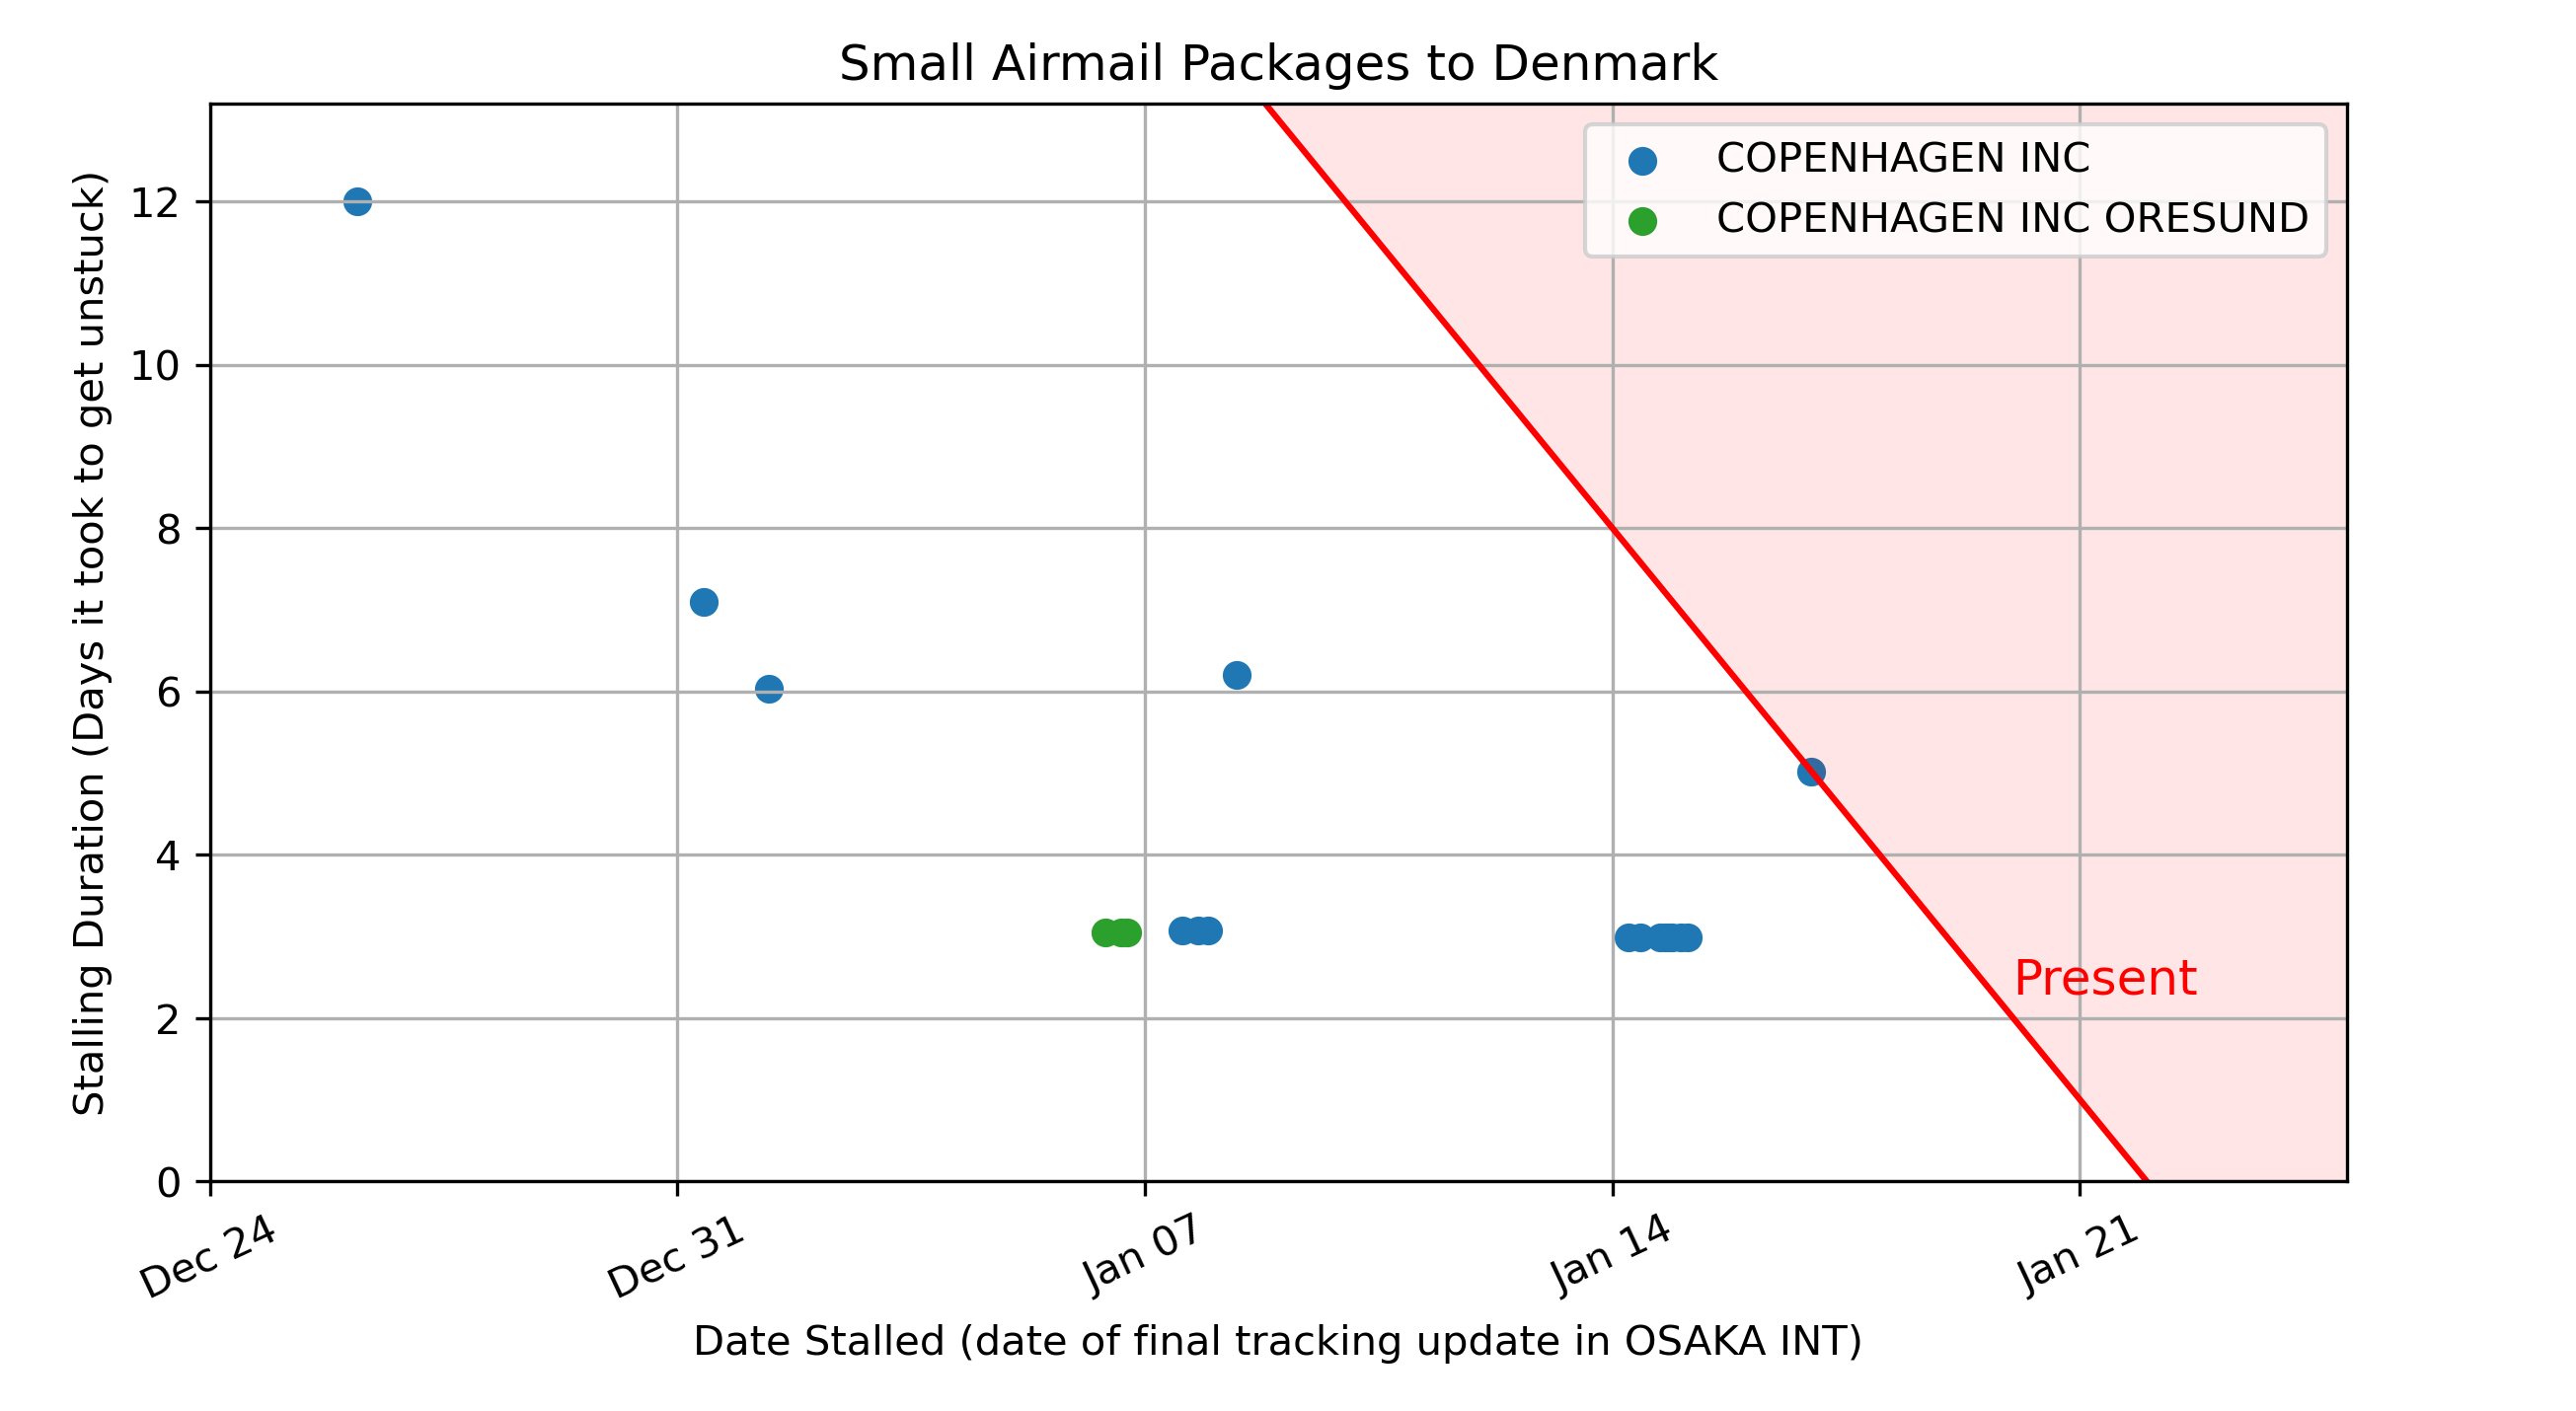 Small Airmail Packages to Denmark
COPENHAGEN INC
COPENHAGEN INC ORESUND
Stalling Duration (Days it took to get unstuck)
12
10
8
6
4
2
0
Present
Dec 24
Dec 31
Jan 07
Jan 14
Jan 21
Date Stalled (date of final tracking update in OSAKA INT)